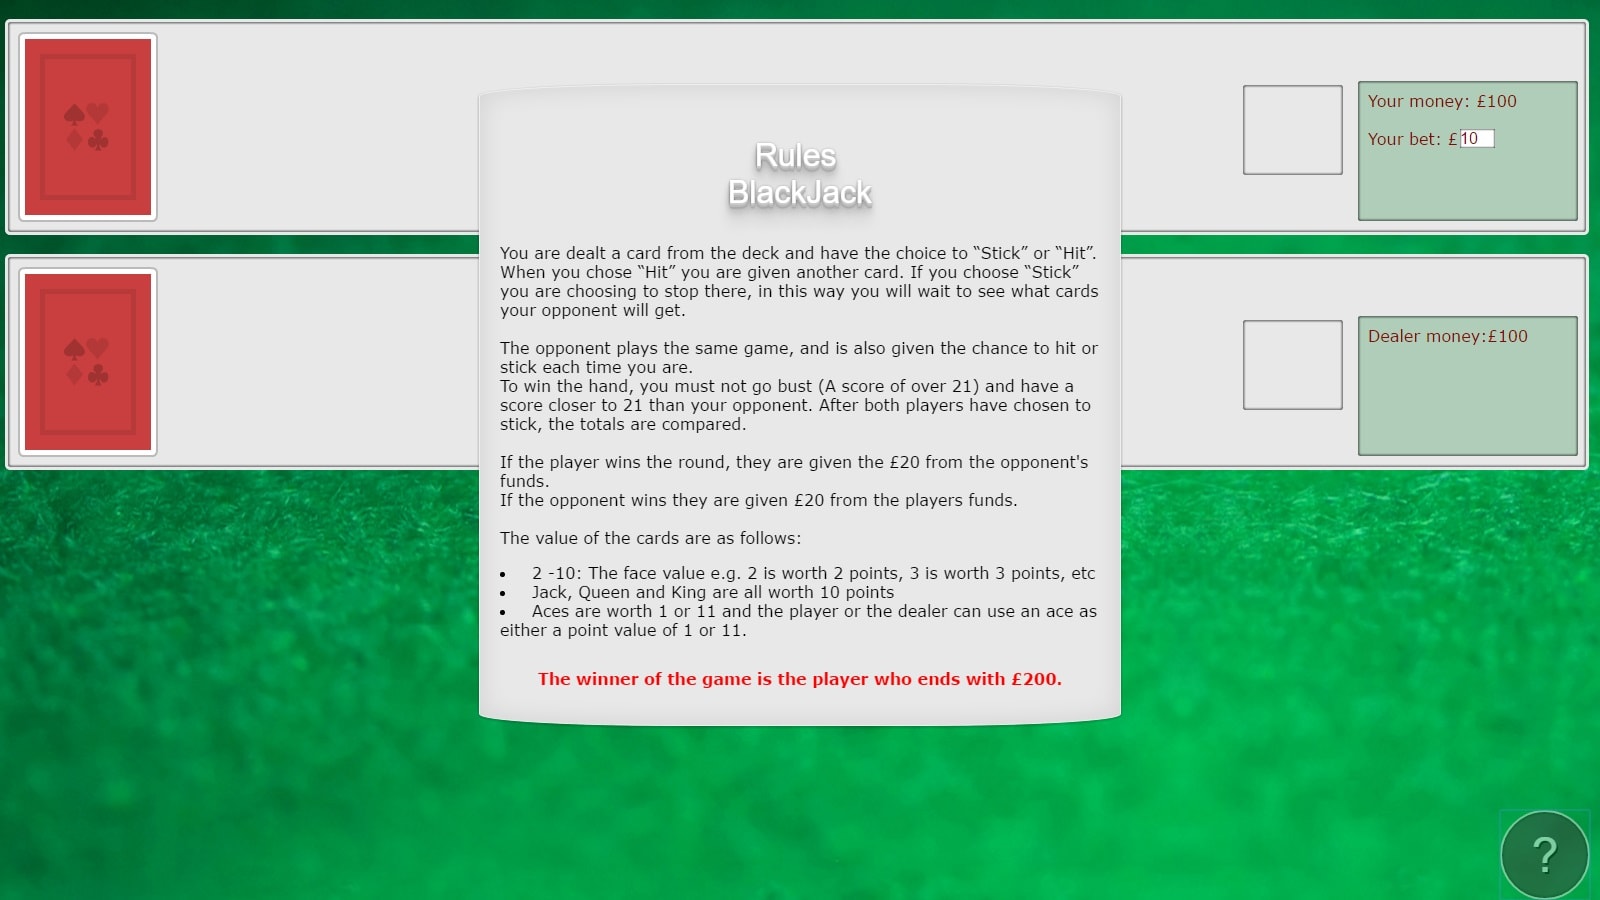 Your money: £100
Your bet: £10
Rules
BlackJack
You are dealt a card from the deck and have the choice to “Stick” or “Hit”.
When you chose “Hit” you are given another card. If you choose “Stick”
you are choosing to stop there, in this way you will wait to see what cards
your opponent will get.
The opponent plays the same game, and is also given the chance to hit or
stick each time you are.
To win the hand, you must not go bust (A score of over 21) and have a
score closer to 21 than your opponent. After both players have chosen to
stick, the totals are compared.
If the player wins the round, they are given the £20 from the opponent's
funds.
If the opponent wins they are given £20 from the players funds.
The value of the cards are as follows:
• 2 -10: The face value e.g. 2 is worth 2 points, 3 is worth 3 points, etc
• Jack, Queen and King are all worth 10 points
• Aces are worth 1 or 11 and the player or the dealer can use an ace as
either a point value of 1 or 11.
The winner of the game is the player who ends with £200.
Dealer money:£100
?